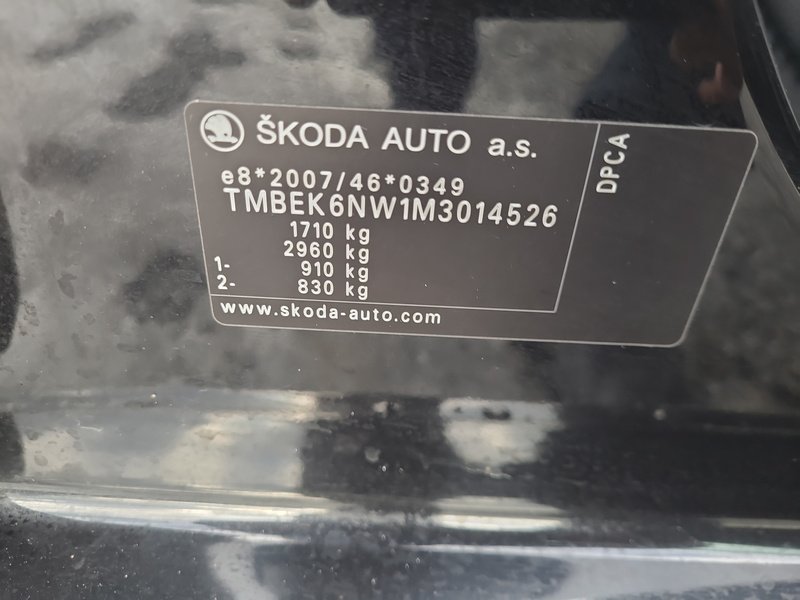 ŠKODA AUTO a.s.
e8*2007/46*0349
TMBEK6NW1M3014526
1710 kg
2960 kg
1- 910 kg
2- 830 kg
www.skoda-auto.com
DPCA